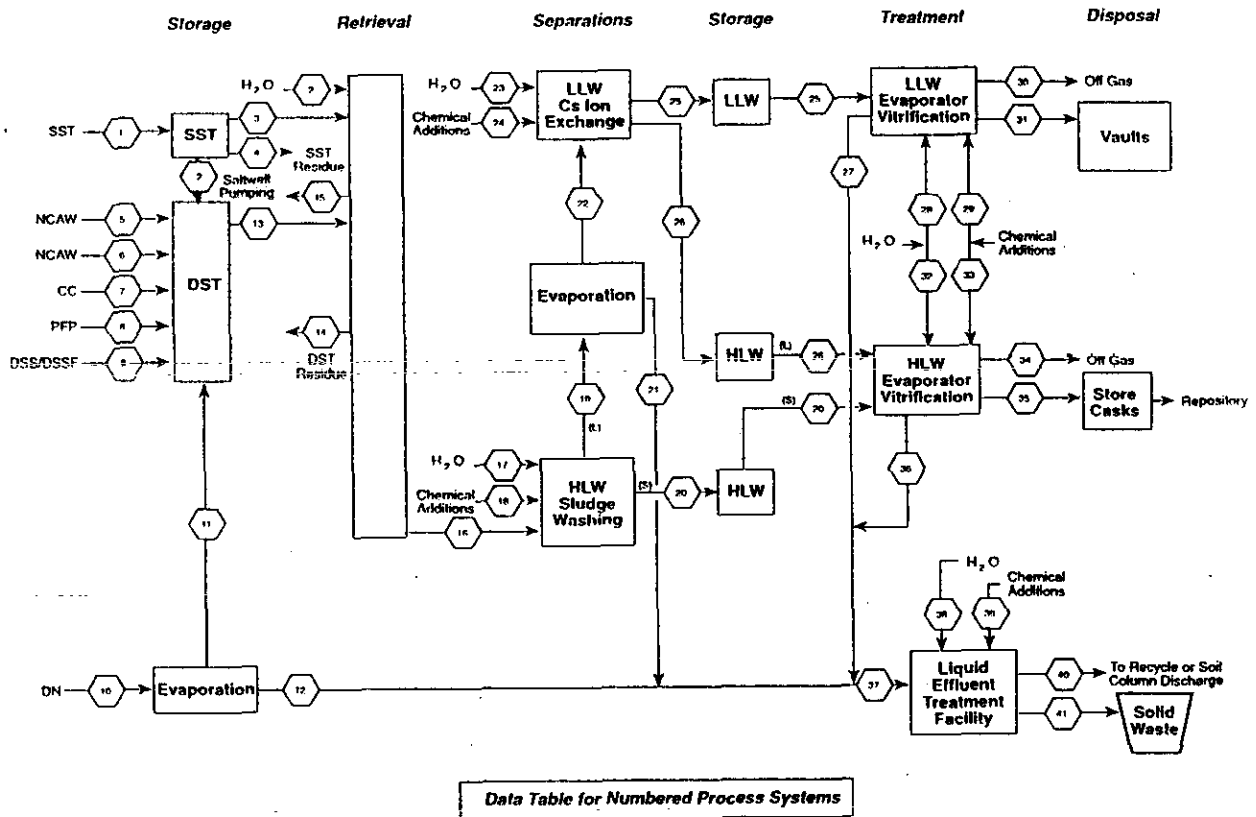 Storage
Retrieval
Separations
Storage
Treatment
Disposal
H₂O
2
3
SST
1
SST
4
SST
Residue
2
Saltwell
Pumping
15
NCAW
5
13
NCAW
6
CC
7
DST
PFP
8
14
DST
Residue
DSS/DSSF
9
11
DN
10
Evaporation
12
H₂O
23
Chemical
Additions
24
LLW
Cs Ion
Exchange
25
LLW
25
26
22
Evaporation
21
19
(L)
H₂O
17
Chemical
Additions
18
16
HLW
Sludge
Washing
(S)
20
HLW
HLW
(L)
26
(S)
20
LLW
Evaporator
Vitrification
30
Off Gas
31
Vaults
27
28
29
H₂O
Chemical
Additions
32
33
HLW
Evaporator
Vitrification
34
Off Gas
35
Store
Casks
Repository
36
H₂O
Chemical
Additions
38
39
37
Liquid
Effluent
Treatment
Facility
40
To Recycle or Soil
Column Discharge
41
Solid
Waste
Data Table for Numbered Process Systems